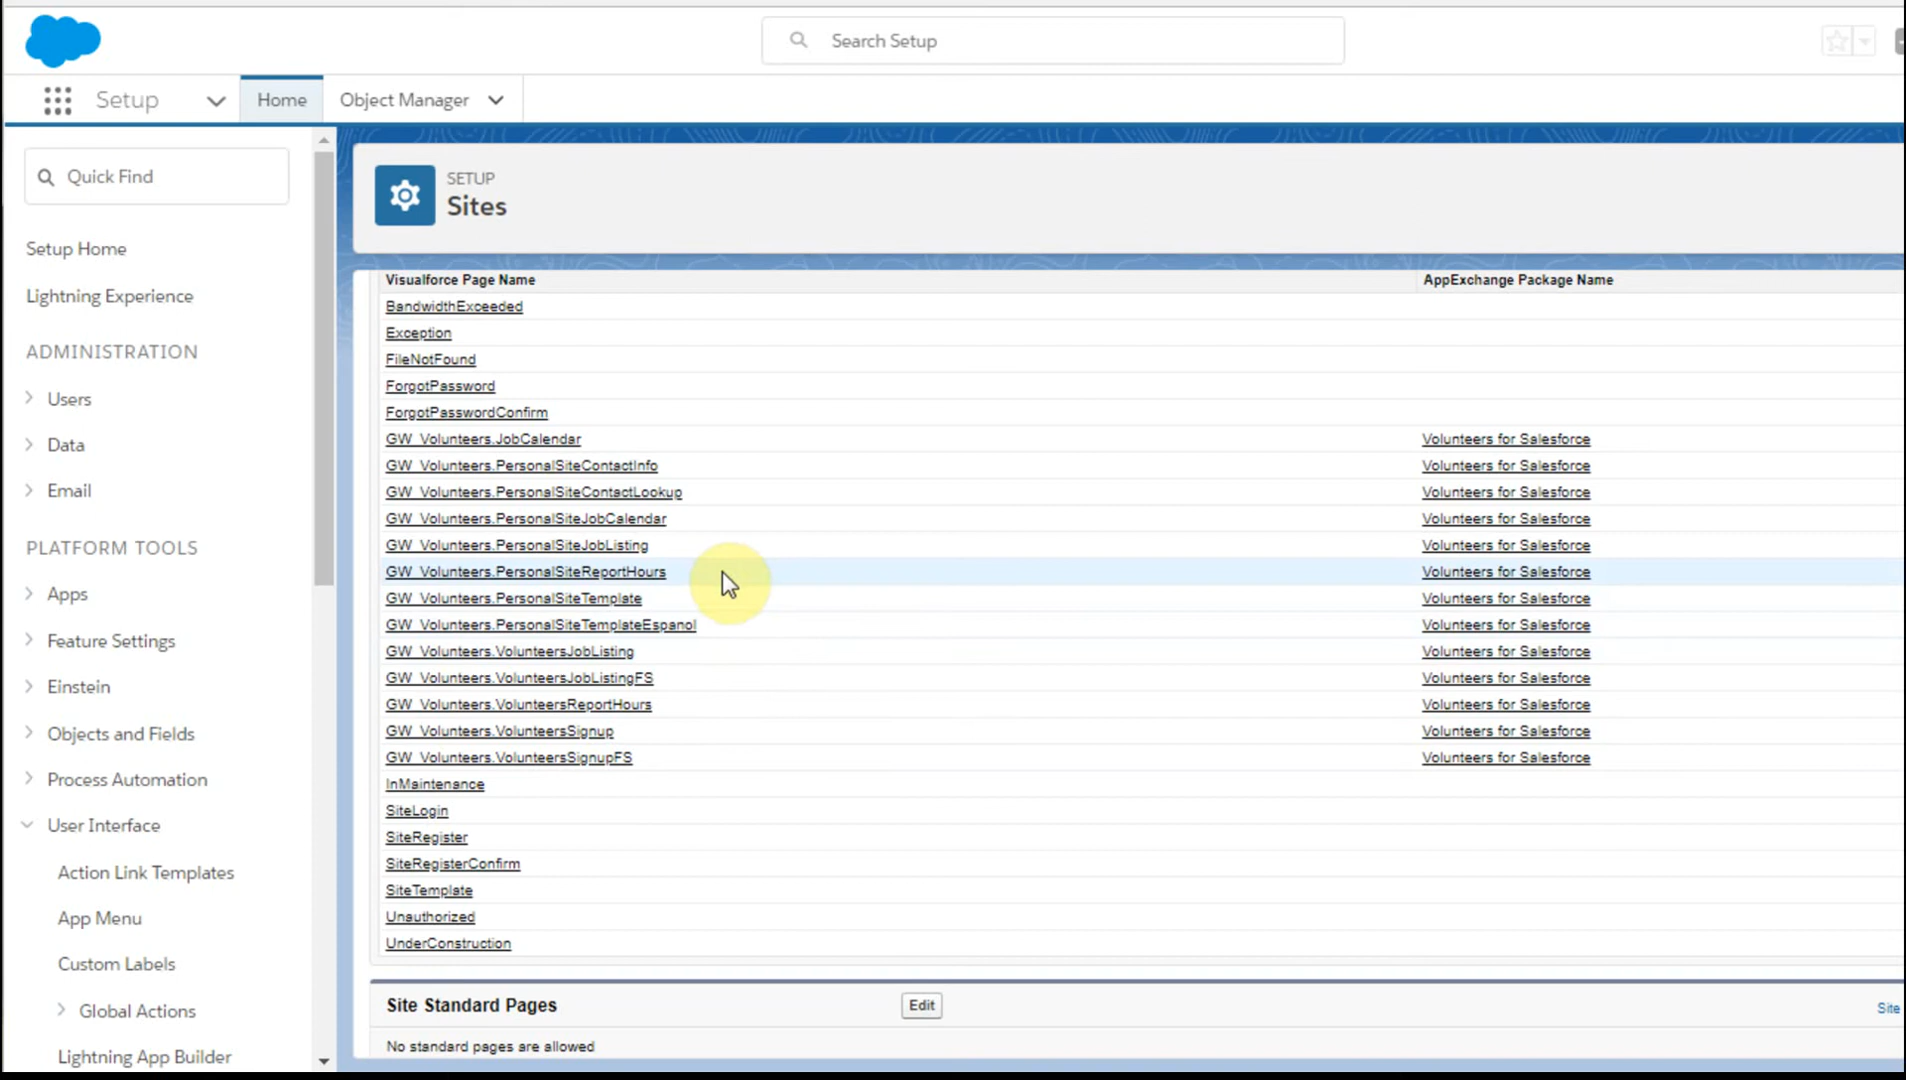 Search Setup
Setup
Home
Object Manager
Quick Find
Setup Home
Lightning Experience
ADMINISTRATION
Users
Data
Email
PLATFORM TOOLS
Apps
Feature Settings
Einstein
Objects and Fields
Process Automation
User Interface
Action Link Templates
App Menu
Custom Labels
Global Actions
Lightning App Builder
SETUP
Sites
Visualforce Page Name AppExchange Package Name
BandwidthExceeded
Exception
FileNotFound
ForgotPassword
ForgotPasswordConfirm
GW_Volunteers.JobCalendar Volunteers for Salesforce
GW_Volunteers.PersonalSiteContactInfo Volunteers for Salesforce
GW_Volunteers.PersonalSiteContactLookup Volunteers for Salesforce
GW_Volunteers.PersonalSiteJobCalendar Volunteers for Salesforce
GW_Volunteers.PersonalSiteJobListing Volunteers for Salesforce
GW_Volunteers.PersonalSiteReportHours Volunteers for Salesforce
GW_Volunteers.PersonalSiteTemplate Volunteers for Salesforce
GW_Volunteers.PersonalSiteTemplateEspanol Volunteers for Salesforce
GW_Volunteers.VolunteersJobListing Volunteers for Salesforce
GW_Volunteers.VolunteersJobListingFS Volunteers for Salesforce
GW_Volunteers.VolunteersReportHours Volunteers for Salesforce
GW_Volunteers.VolunteersSignup Volunteers for Salesforce
GW_Volunteers.VolunteersSignupFS Volunteers for Salesforce
InMaintenance
SiteLogin
SiteRegister
SiteRegisterConfirm
SiteTemplate
Unauthorized
UnderConstruction
Site Standard Pages Edit Site
No standard pages are allowed